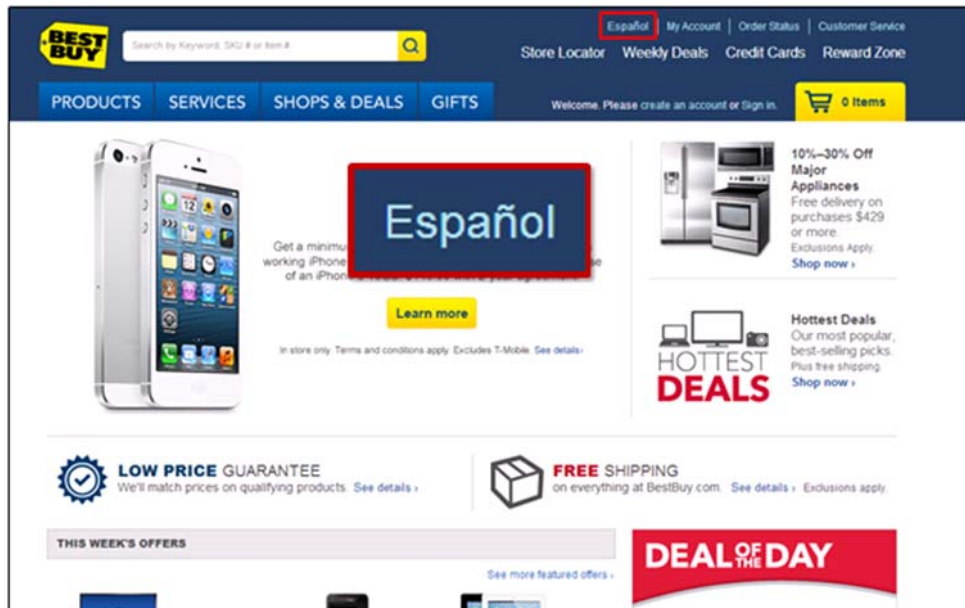 Español | My Account | Order Status | Customer Service
BEST
BUY
Search by Keyword, SKU # or Item #
Store Locator Weekly Deals Credit Cards Reward Zone
PRODUCTS SERVICES SHOPS & DEALS GIFTS
Welcome. Please create an account or Sign in.
0 Items
Español
Get a minimum
working iPhone
of an iPhone
Learn more
In store only. Terms and conditions apply. Excludes T-Mobile. See details›
10%–30% Off
Major
Appliances
Free delivery on
purchases $429
or more.
Exclusions Apply.
Shop now ›
HOTTEST
DEALS
Hottest Deals
Our most popular,
best-selling picks.
Plus free shipping.
Shop now ›
LOW PRICE GUARANTEE
We'll match prices on qualifying products. See details ›
FREE SHIPPING
on everything at BestBuy.com. See details › Exclusions apply.
THIS WEEK'S OFFERS
See more featured offers ›
DEAL OF THE DAY